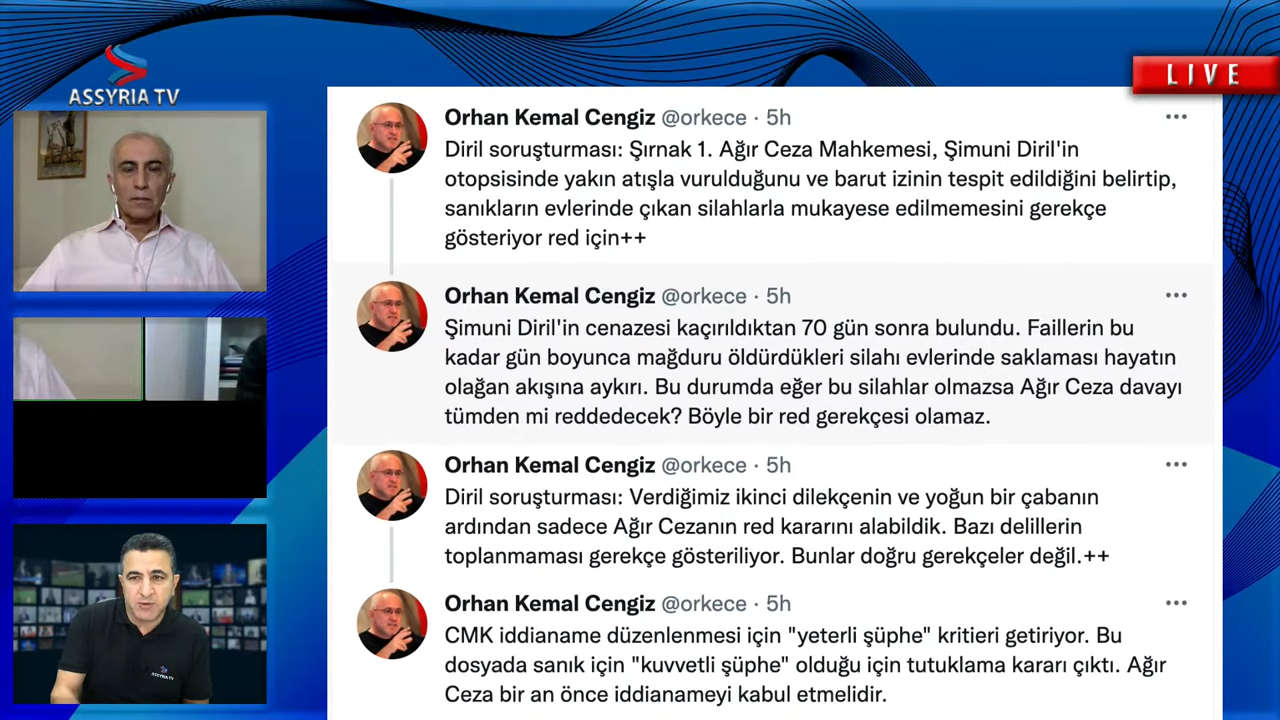 ASSYRIA TV
LIVE
Orhan Kemal Cengiz @orkece · 5h
Diril soruşturması: Şırnak 1. Ağır Ceza Mahkemesi, Şimuni Diril'in
otopsisinde yakın atışla vurulduğunu ve barut izinin tespit edildiğini belirtip,
sanıkların evlerinde çıkan silahlarla mukayese edilmemesini gerekçe
gösteriyor red için++
Orhan Kemal Cengiz @orkece · 5h
Şimuni Diril'in cenazesi kaçırıldıktan 70 gün sonra bulundu. Faillerin bu
kadar gün boyunca mağduru öldürdükleri silahı evlerinde saklaması hayatın
olağan akışına aykırı. Bu durumda eğer bu silahlar olmazsa Ağır Ceza davayı
tümden mi reddedecek? Böyle bir red gerekçesi olamaz.
Orhan Kemal Cengiz @orkece · 5h
Diril soruşturması: Verdiğimiz ikinci dilekçenin ve yoğun bir çabanın
ardından sadece Ağır Cezanın red kararını alabildik. Bazı delillerin
toplanmaması gerekçe gösteriliyor. Bunlar doğru gerekçeler değil.++
Orhan Kemal Cengiz @orkece · 5h
CMK iddianame düzenlenmesi için "yeterli şüphe" kritieri getiriyor. Bu
dosyada sanık için "kuvvetli şüphe" olduğu için tutuklama kararı çıktı. Ağır
Ceza bir an önce iddianameyi kabul etmelidir.
ASSYRIA TV